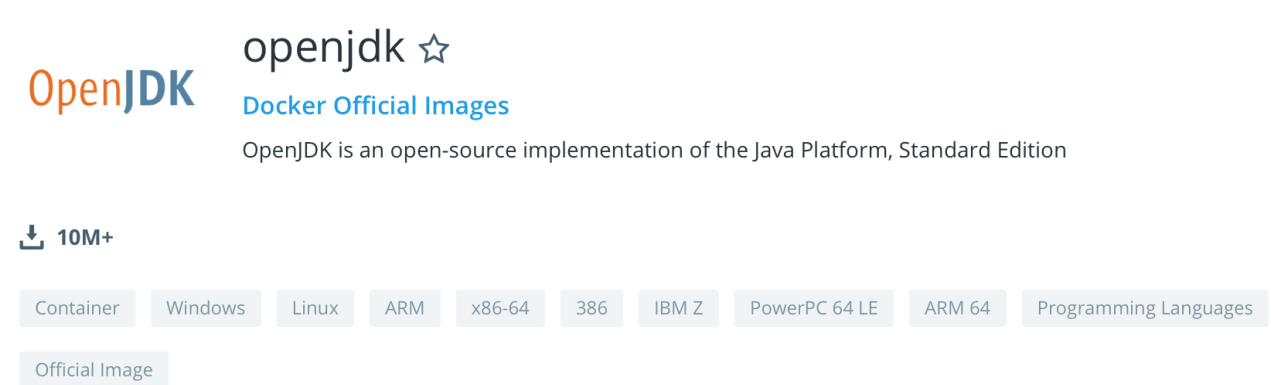 openjdk
OpenJDK
Docker Official Images
OpenJDK is an open-source implementation of the Java Platform, Standard Edition
10M+
Container Windows Linux ARM x86-64 386 IBM Z PowerPC 64 LE ARM 64 Programming Languages
Official Image